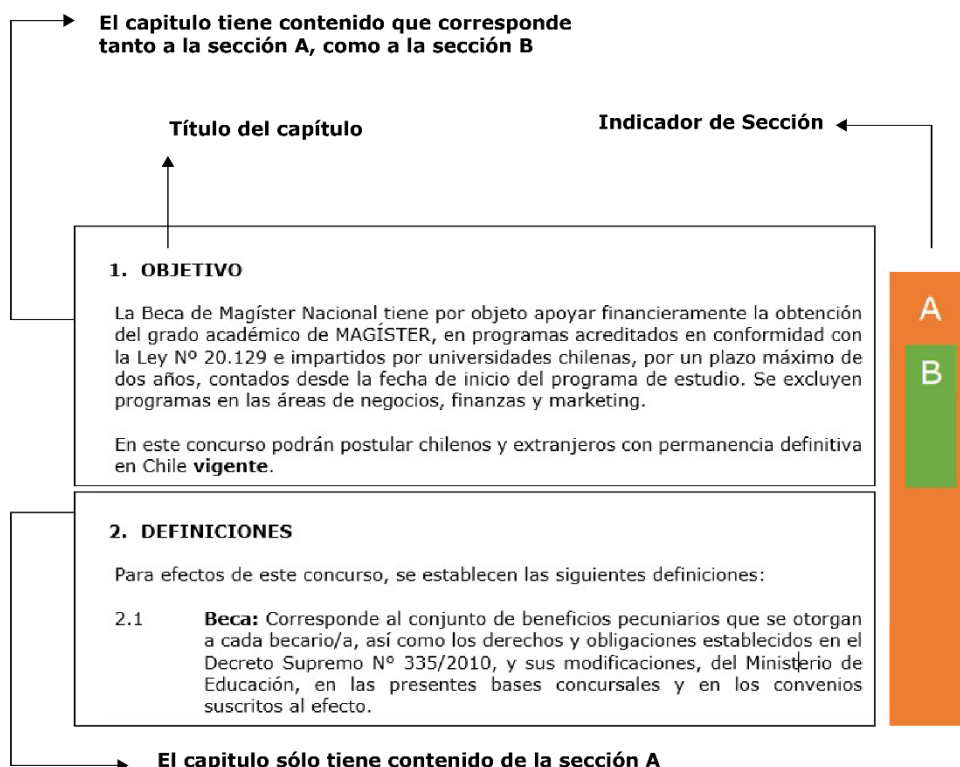 El capitulo tiene contenido que corresponde
tanto a la sección A, como a la sección B
Título del capítulo
Indicador de Sección
1. OBJETIVO
La Beca de Magíster Nacional tiene por objeto apoyar financieramente la obtención
del grado académico de MAGÍSTER, en programas acreditados en conformidad con
la Ley Nº 20.129 e impartidos por universidades chilenas, por un plazo máximo de
dos años, contados desde la fecha de inicio del programa de estudio. Se excluyen
programas en las áreas de negocios, finanzas y marketing.
En este concurso podrán postular chilenos y extranjeros con permanencia definitiva
en Chile vigente.
A
B
2. DEFINICIONES
Para efectos de este concurso, se establecen las siguientes definiciones:
2.1 Beca: Corresponde al conjunto de beneficios pecuniarios que se otorgan
a cada becario/a, así como los derechos y obligaciones establecidos en el
Decreto Supremo Nº 335/2010, y sus modificaciones, del Ministerio de
Educación, en las presentes bases concursales y en los convenios
suscritos al efecto.
El capitulo sólo tiene contenido de la sección A